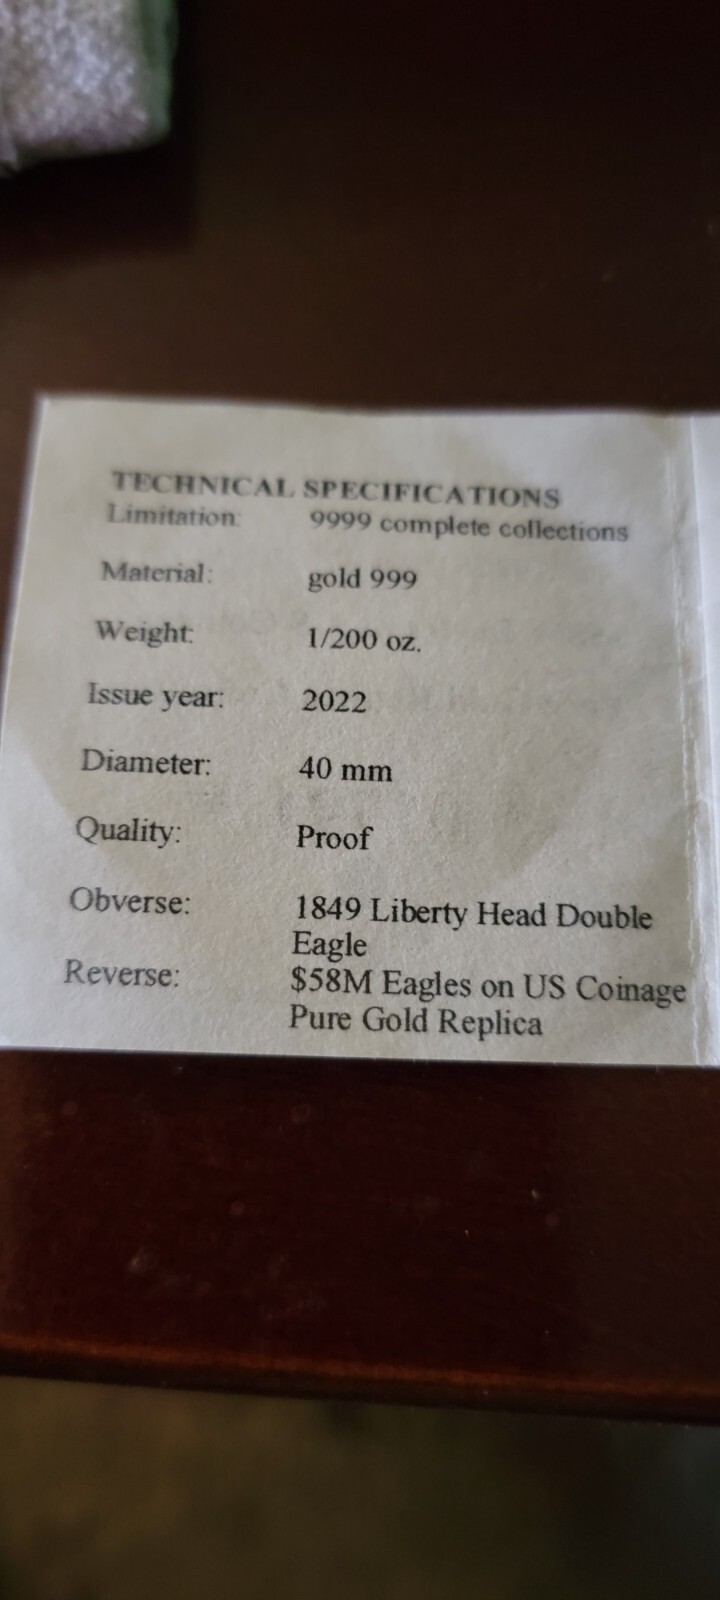 TECHNICAL SPECIFICATIONS
Limitation: 9999 complete collections
Material: gold 999
Weight: 1/200 oz.
Issue year: 2022
Diameter: 40 mm
Quality: Proof
Obverse: 1849 Liberty Head Double
Eagle
Reverse: $58M Eagles on US Coinage
Pure Gold Replica